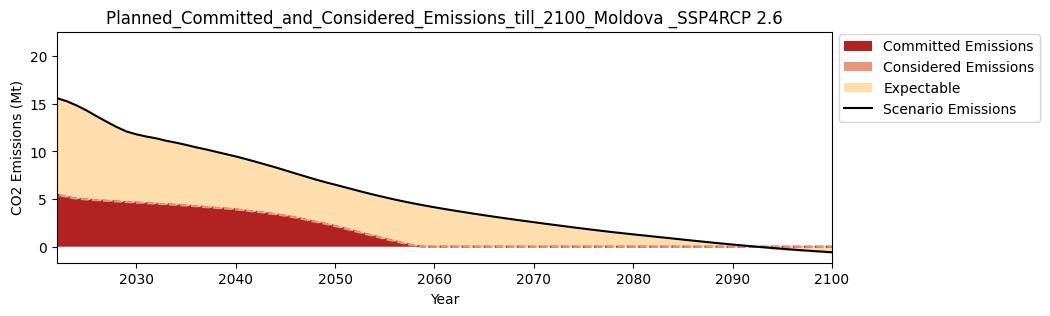 Planned_Committed_and_Considered_Emissions_till_2100_Moldova _SSP4RCP 2.6
CO2 Emissions (Mt)
20
15
10
5
0
2030 2040 2050 2060 2070 2080 2090 2100
Year
Committed Emissions
Considered Emissions
Expectable
Scenario Emissions